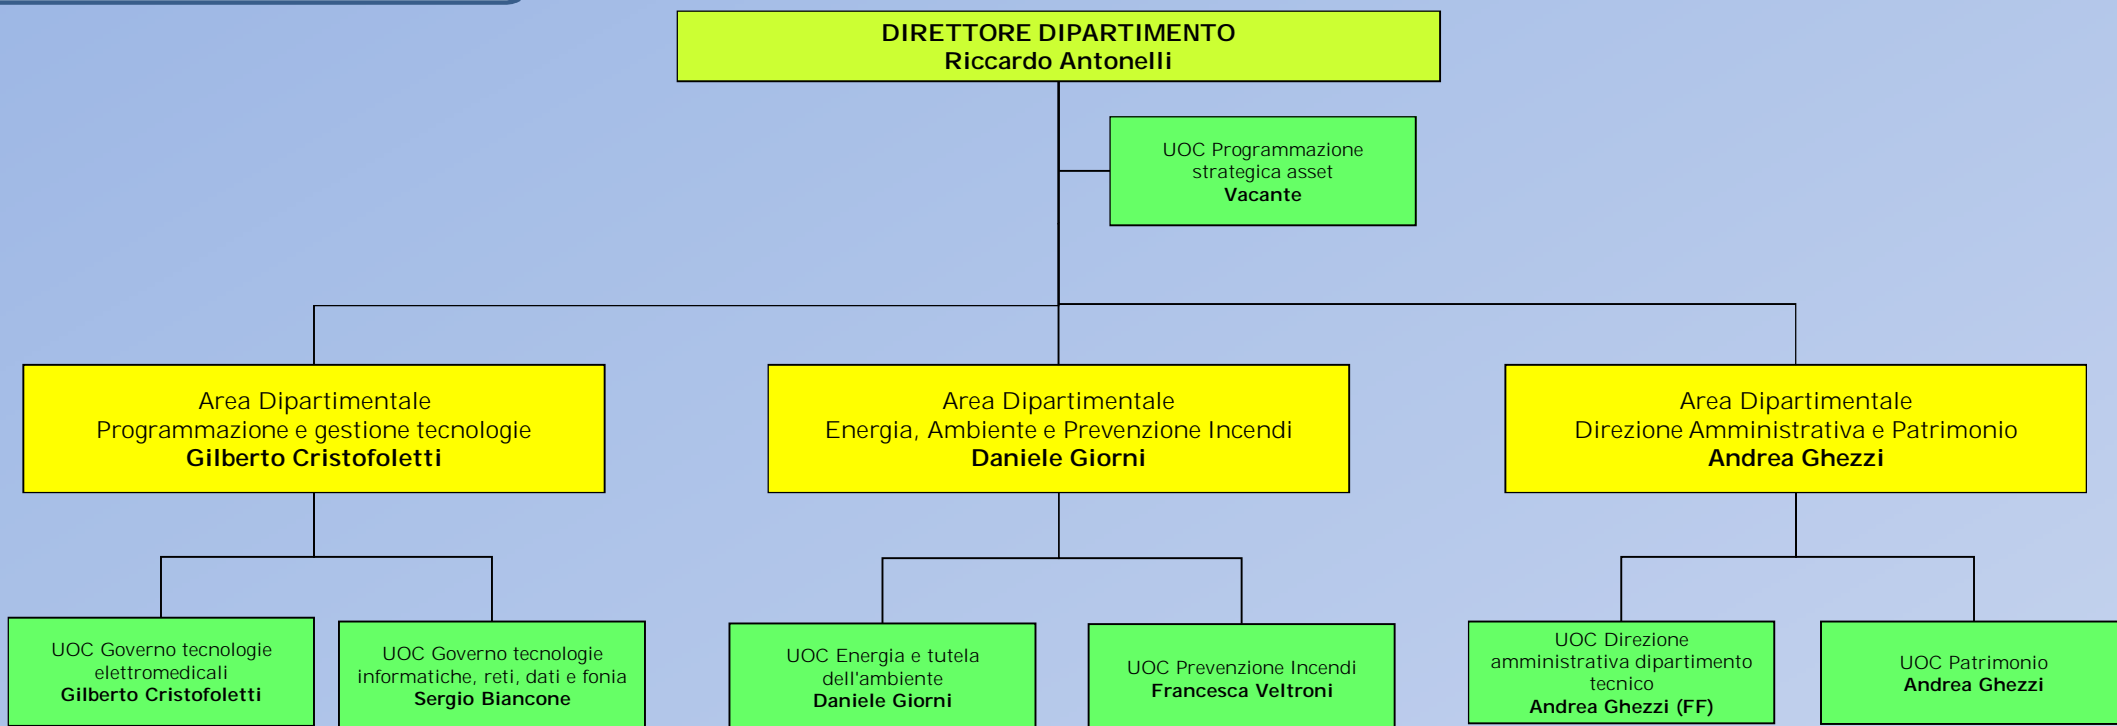 DIRETTORE DIPARTIMENTO
Riccardo Antonelli
UOC Programmazione
strategica asset
Vacante
Area Dipartimentale
Programmazione e gestione tecnologie
Gilberto Cristofoletti
Area Dipartimentale
Energia, Ambiente e Prevenzione Incendi
Daniele Giorni
Area Dipartimentale
Direzione Amministrativa e Patrimonio
Andrea Ghezzi
UOC Governo tecnologie
elettromedicali
Gilberto Cristofoletti
UOC Governo tecnologie
informatiche, reti, dati e fonia
Sergio Biancone
UOC Energia e tutela
dell'ambiente
Daniele Giorni
UOC Prevenzione Incendi
Francesca Veltroni
UOC Direzione
amministrativa dipartimento
tecnico
Andrea Ghezzi (FF)
UOC Patrimonio
Andrea Ghezzi